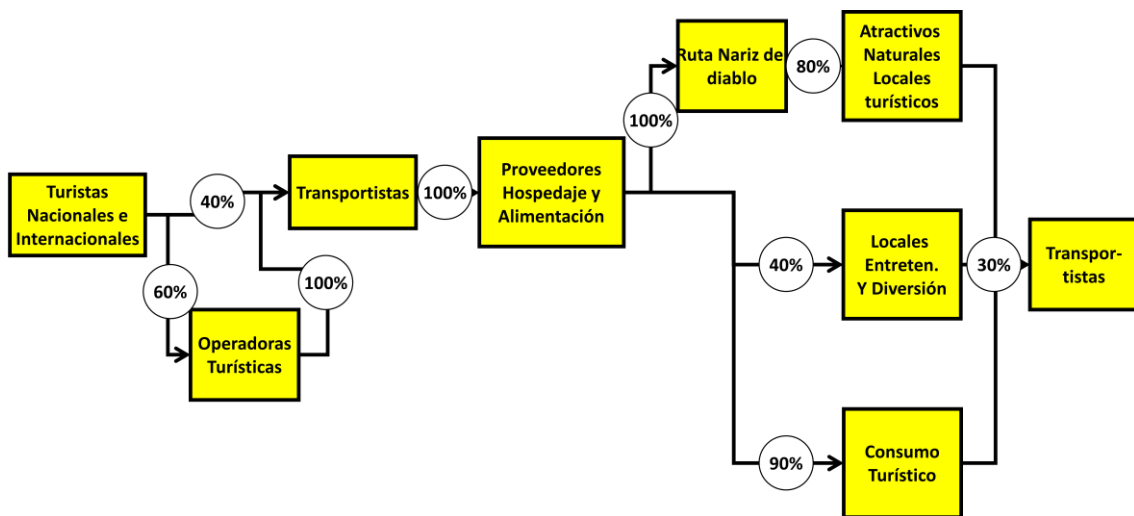 Turistas
Nacionales e
Internacionales
40%
60%
Operadoras
Turísticas
100%
Transportistas
100%
Proveedores
Hospedaje y
Alimentación
100%
Ruta Nariz de
diablo
80%
Atractivos
Naturales
Locales
turísticos
40%
Locales
Entreten.
Y Diversión
90%
Consumo
Turístico
30%
Transpor-
tistas